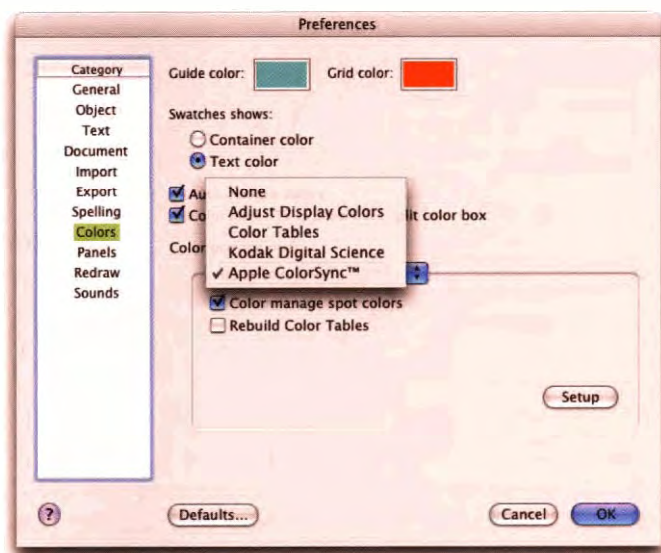 Preferences
Category
General
Object
Text
Document
Import
Export
Spelling
Colors
Panels
Redraw
Sounds
Guide color: Grid color:
Swatches shows:
Container color
Text color
None
Adjust Display Colors
Color Tables
Kodak Digital Science
✓ Apple ColorSync™
Au
Co lit color box
Color
Color manage spot colors
Rebuild Color Tables
Setup
?
Defaults...
Cancel OK